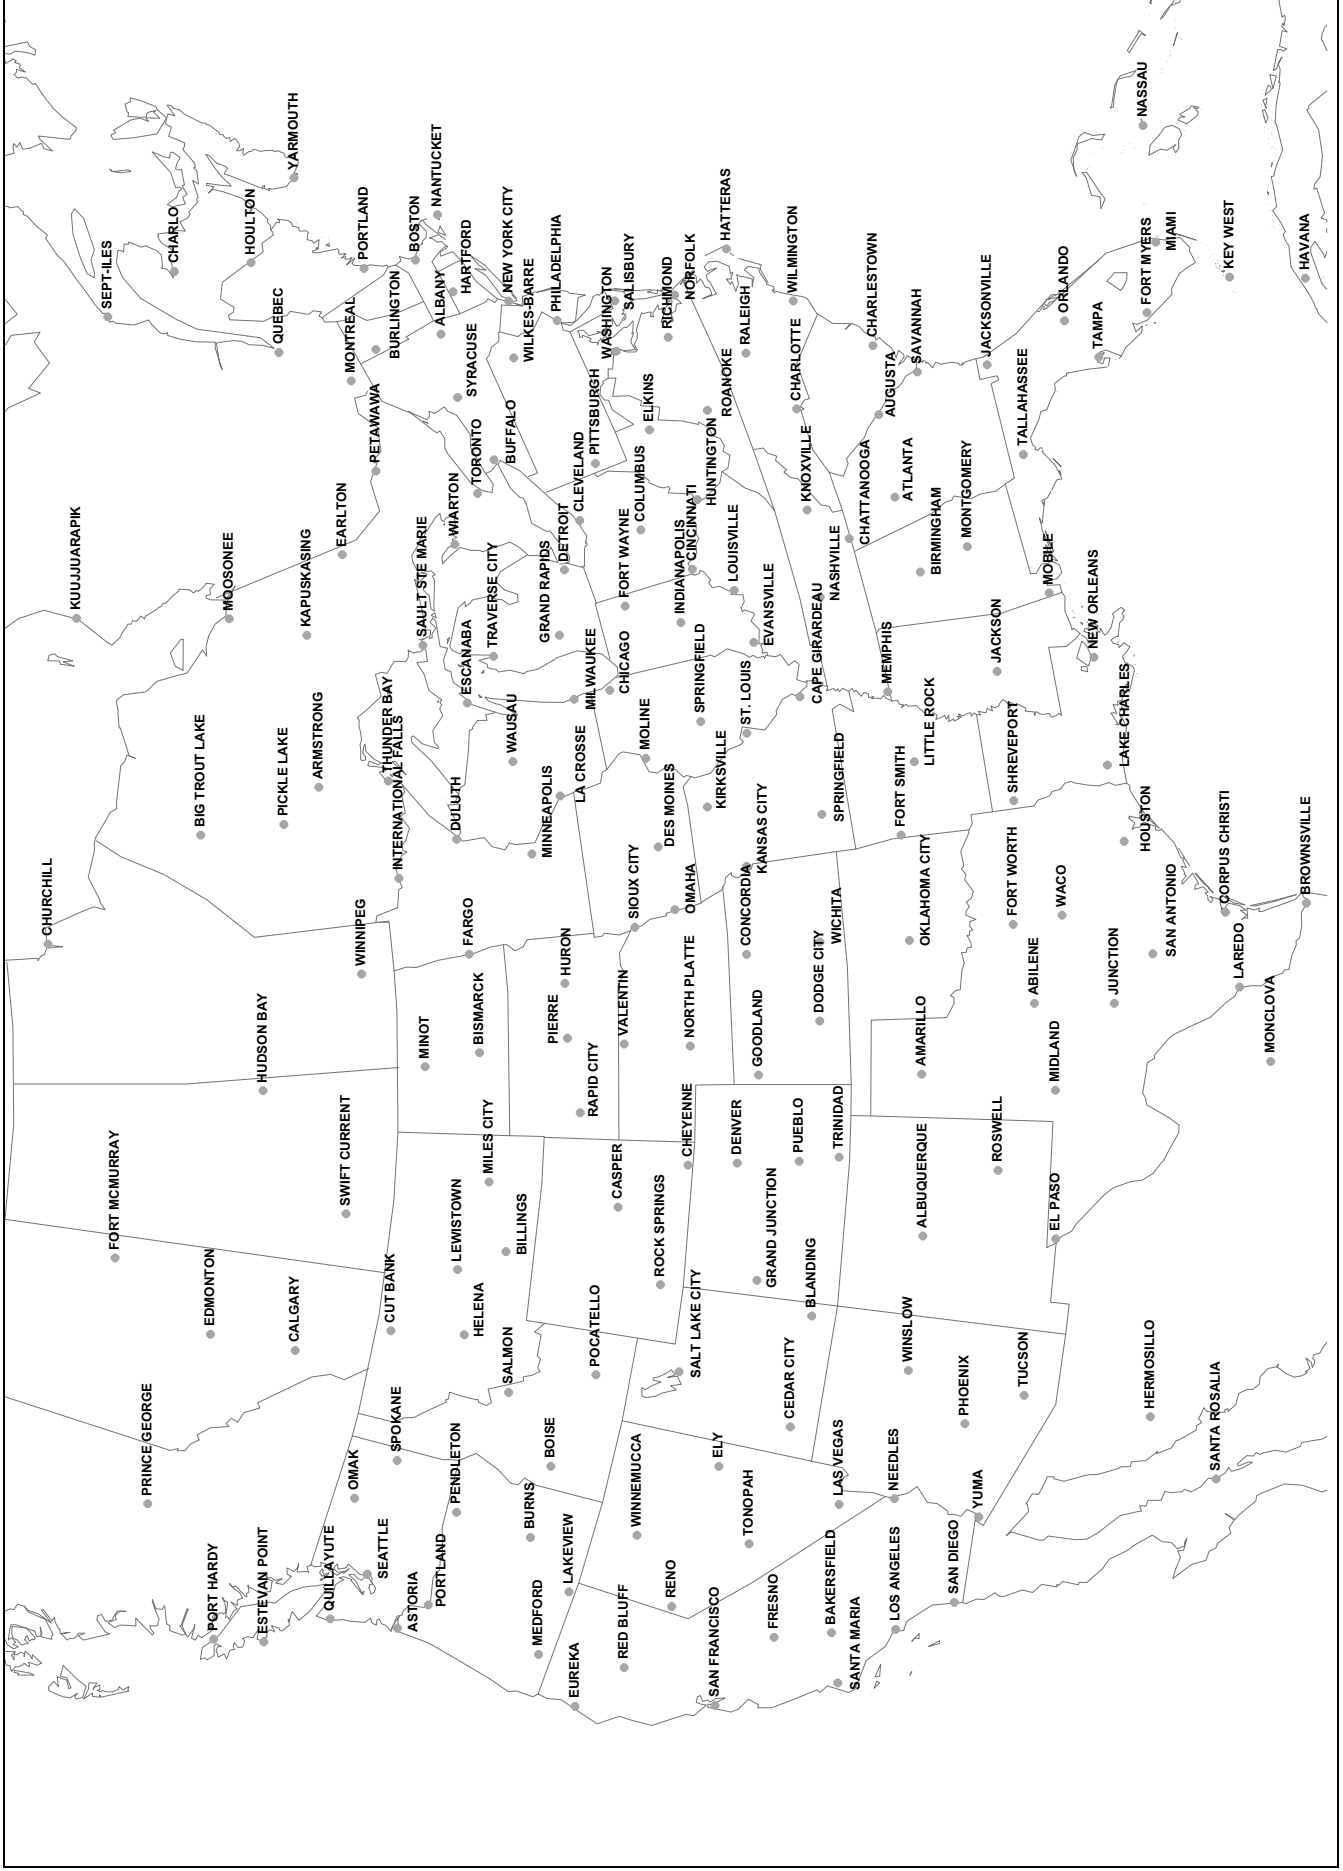 CHURCHILL
KUUJJUARAPIK
SEPT-ILES
FORT MCMURRAY
PRINCE GEORGE
BIG TROUT LAKE
CHARLO
PORT HARDY
EDMONTON
MOOSONEE
HOULTON
ESTEVAN POINT
HUDSON BAY
PICKLE LAKE
QUEBEC
YARMOUTH
CALGARY
ARMSTRONG
KAPUSKASING
QUILLAYUTE
SWIFT CURRENT
EARLTON
OMAK
WINNIPEG
MONTREAL
PORTLAND
SEATTLE
THUNDER BAY
PETAWAWA
BURLINGTON
SPOKANE
CUT BANK
INTERNATIONAL FALLS
BOSTON
ASTORIA
MINOT
SAULT STE MARIE
NANTUCKET
PORTLAND
PENDLETON
LEWISTOWN
DULUTH
WIARTON
ALBANY
HARTFORD
HELENA
BISMARCK
FARGO
ESCANABA
TORONTO
SYRACUSE
MILES CITY
TRAVERSE CITY
SALMON
BILLINGS
WAUSAU
BUFFALO
NEW YORK CITY
BURNS
MEDFORD
BOISE
MINNEAPOLIS
GRAND RAPIDS
DETROIT
WILKES-BARRE
PHILADELPHIA
LAKEVIEW
EUREKA
PIERRE
HURON
LA CROSSE
CLEVELAND
POCATELLO
RAPID CITY
MILWAUKEE
PITTSBURGH
WASHINGTON
RED BLUFF
CASPER
VALENTIN
SIOUX CITY
CHICAGO
FORT WAYNE
SALISBURY
WINNEMUCCA
MOLINE
COLUMBUS
ELKINS
RENO
ROCK SPRINGS
DES MOINES
INDIANAPOLIS
RICHMOND
SALT LAKE CITY
CHEYENNE
NORTH PLATTE
OMAHA
CINCINNATI
NORFOLK
SAN FRANCISCO
ELY
KIRKSVILLE
SPRINGFIELD
HUNTINGTON
ROANOKE
HATTERAS
TONOPAH
DENVER
CONCORDIA
ST. LOUIS
LOUISVILLE
RALEIGH
FRESNO
GRAND JUNCTION
GOODLAND
KANSAS CITY
EVANSVILLE
CEDAR CITY
PUEBLO
CHARLOTTE
WILMINGTON
BLANDING
DODGE CITY
CAPE GIRARDEAU
KNOXVILLE
BAKERSFIELD
LAS VEGAS
TRINIDAD
WICHITA
SPRINGFIELD
NASHVILLE
SANTA MARIA
CHATTANOOGA
CHARLESTOWN
LOS ANGELES
NEEDLES
FORT SMITH
MEMPHIS
AUGUSTA
WINSLOW
ATLANTA
SAVANNAH
ALBUQUERQUE
AMARILLO
OKLAHOMA CITY
LITTLE ROCK
BIRMINGHAM
SAN DIEGO
PHOENIX
MONTGOMERY
YUMA
ROSWELL
JACKSON
JACKSONVILLE
TUCSON
FORT WORTH
SHREVEPORT
TALLAHASSEE
ABILENE
MOBILE
EL PASO
MIDLAND
WACO
ORLANDO
NEW ORLEANS
TAMPA
JUNCTION
LAKE CHARLES
HERMOSILLO
HOUSTON
FORT MYERS
NASSAU
SAN ANTONIO
MIAMI
SANTA ROSALIA
LAREDO
CORPUS CHRISTI
KEY WEST
MONCLOVA
BROWNSVILLE
HAVANA